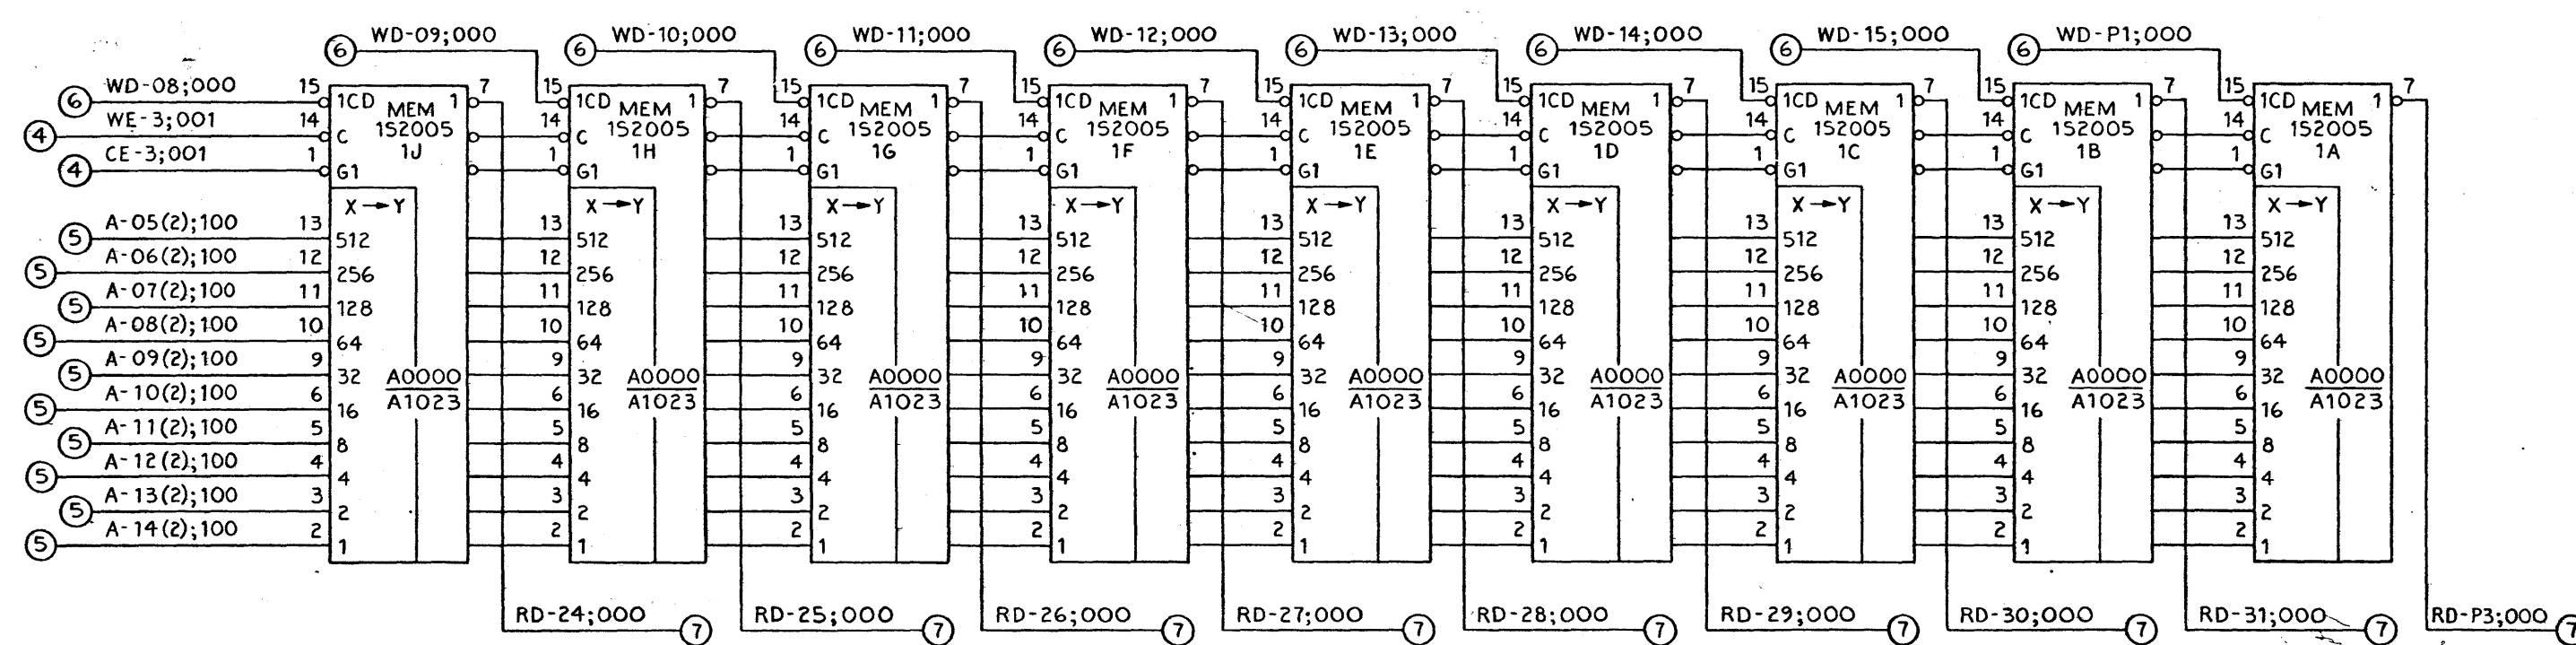 WD-09;000 WD-10;000 WD-11;000 WD-12;000 WD-13;000 WD-14;000 WD-15;000 WD-P1;000
6 6 6 6 6 6 6 6
WD-08;000 15 7 15 7 15 7 15 7 15 7 15 7 15 7 15 7 15 7
6 1CD MEM 1 1CD MEM 1 1CD MEM 1 1CD MEM 1 1CD MEM 1 1CD MEM 1 1CD MEM 1 1CD MEM 1 1CD MEM 1
WE-3;001 14 14 14 14 14 14 14 14 14
1S2005 1S2005 1S2005 1S2005 1S2005 1S2005 1S2005 1S2005 1S2005
4 C C C C C C C C C
CE-3;001 1 1J 1 1H 1 1G 1 1F 1 1E 1 1D 1 1C 1 1B 1 1A
4 G1 G1 G1 G1 G1 G1 G1 G1 G1
X→Y X→Y X→Y X→Y X→Y X→Y X→Y X→Y X→Y
A-05(2);100 13 13 13 13 13 13 13 13 13
5 512 512 512 512 512 512 512 512 512
A-06(2);100 12 12 12 12 12 12 12 12 12
5 256 256 256 256 256 256 256 256 256
A-07(2);100 11 11 11 11 11 11 11 11 11
5 128 128 128 128 128 128 128 128 128
A-08(2);100 10 10 10 10 10 10 10 10 10
5 64 64 64 64 64 64 64 64 64
A-09(2);100 9 9 9 9 9 9 9 9 9
5 32 A0000 32 A0000 32 A0000 32 A0000 32 A0000 32 A0000 32 A0000 32 A0000 32 A0000
A-10(2);100 6 A1023 6 A1023 6 A1023 6 A1023 6 A1023 6 A1023 6 A1023 6 A1023 6 A1023
5 16 16 16 16 16 16 16 16 16
A-11(2);100 5 5 5 5 5 5 5 5 5
5 8 8 8 8 8 8 8 8 8
A-12(2);100 4 4 4 4 4 4 4 4 4
5 4 4 4 4 4 4 4 4 4
A-13(2);100 3 3 3 3 3 3 3 3 3
5 2 2 2 2 2 2 2 2 2
A-14(2);100 2 2 2 2 2 2 2 2 2
5 1 1 1 1 1 1 1 1 1
RD-24;000 RD-25;000 RD-26;000 RD-27;000 RD-28;000 RD-29;000 RD-30;000 RD-31;000 RD-P3;000
7 7 7 7 7 7 7 7 7